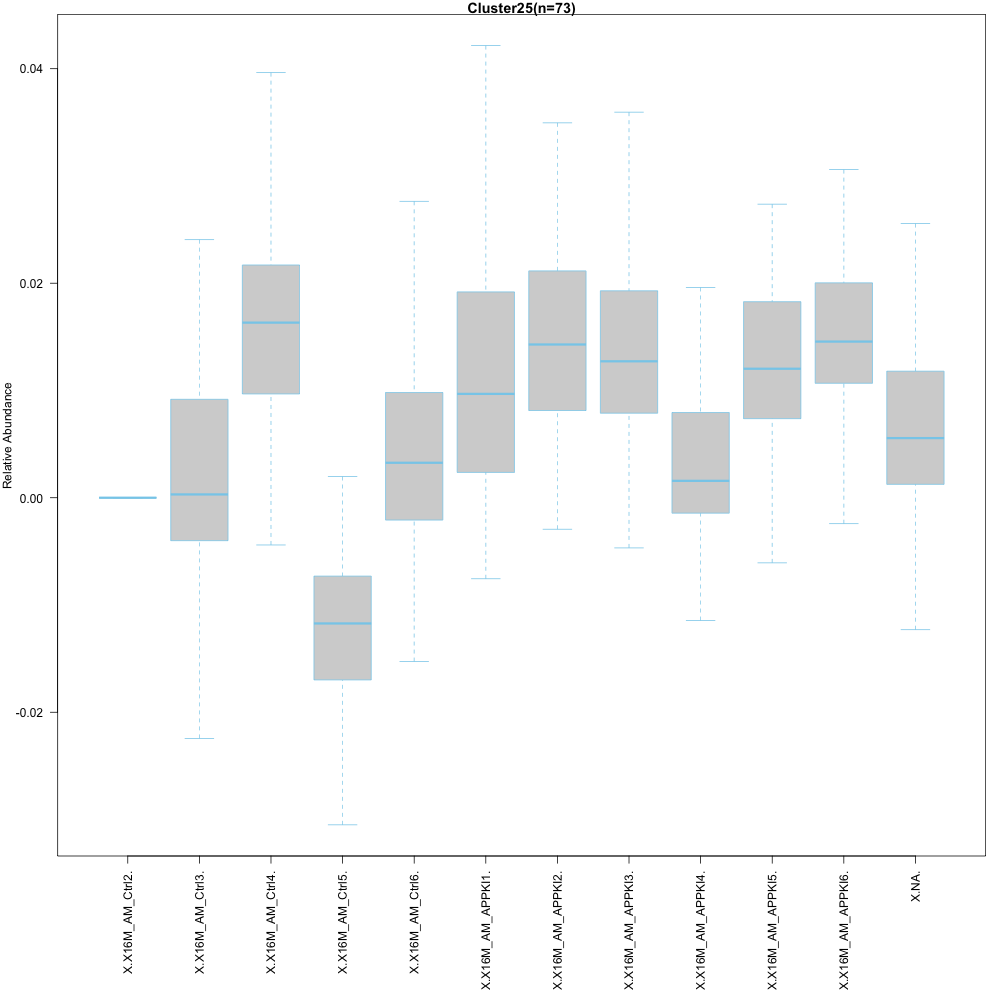 Cluster25(n=73)
Relative Abundance
0.04
0.02
0.00
-0.02
X.X16M_AM_Ctrl2.
X.X16M_AM_Ctrl3.
X.X16M_AM_Ctrl4.
X.X16M_AM_Ctrl5.
X.X16M_AM_Ctrl6.
X.X16M_AM_APPKI1.
X.X16M_AM_APPKI2.
X.X16M_AM_APPKI3.
X.X16M_AM_APPKI4.
X.X16M_AM_APPKI5.
X.X16M_AM_APPKI6.
X.NA.